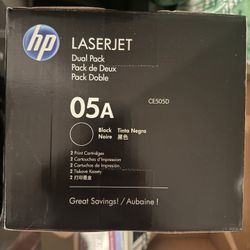 hp
LASERJET
Dual Pack
Pack de Deux
Pack Doble
05A
CE505D
Black Tinta Negra
Noire 黑色
2 Print Cartridges
2 Cartouches d'Impression
2 Cartuchos de Impresión
2 Tiskové Kazety
2 打印硒鼓
Great Savings! / Aubaine !